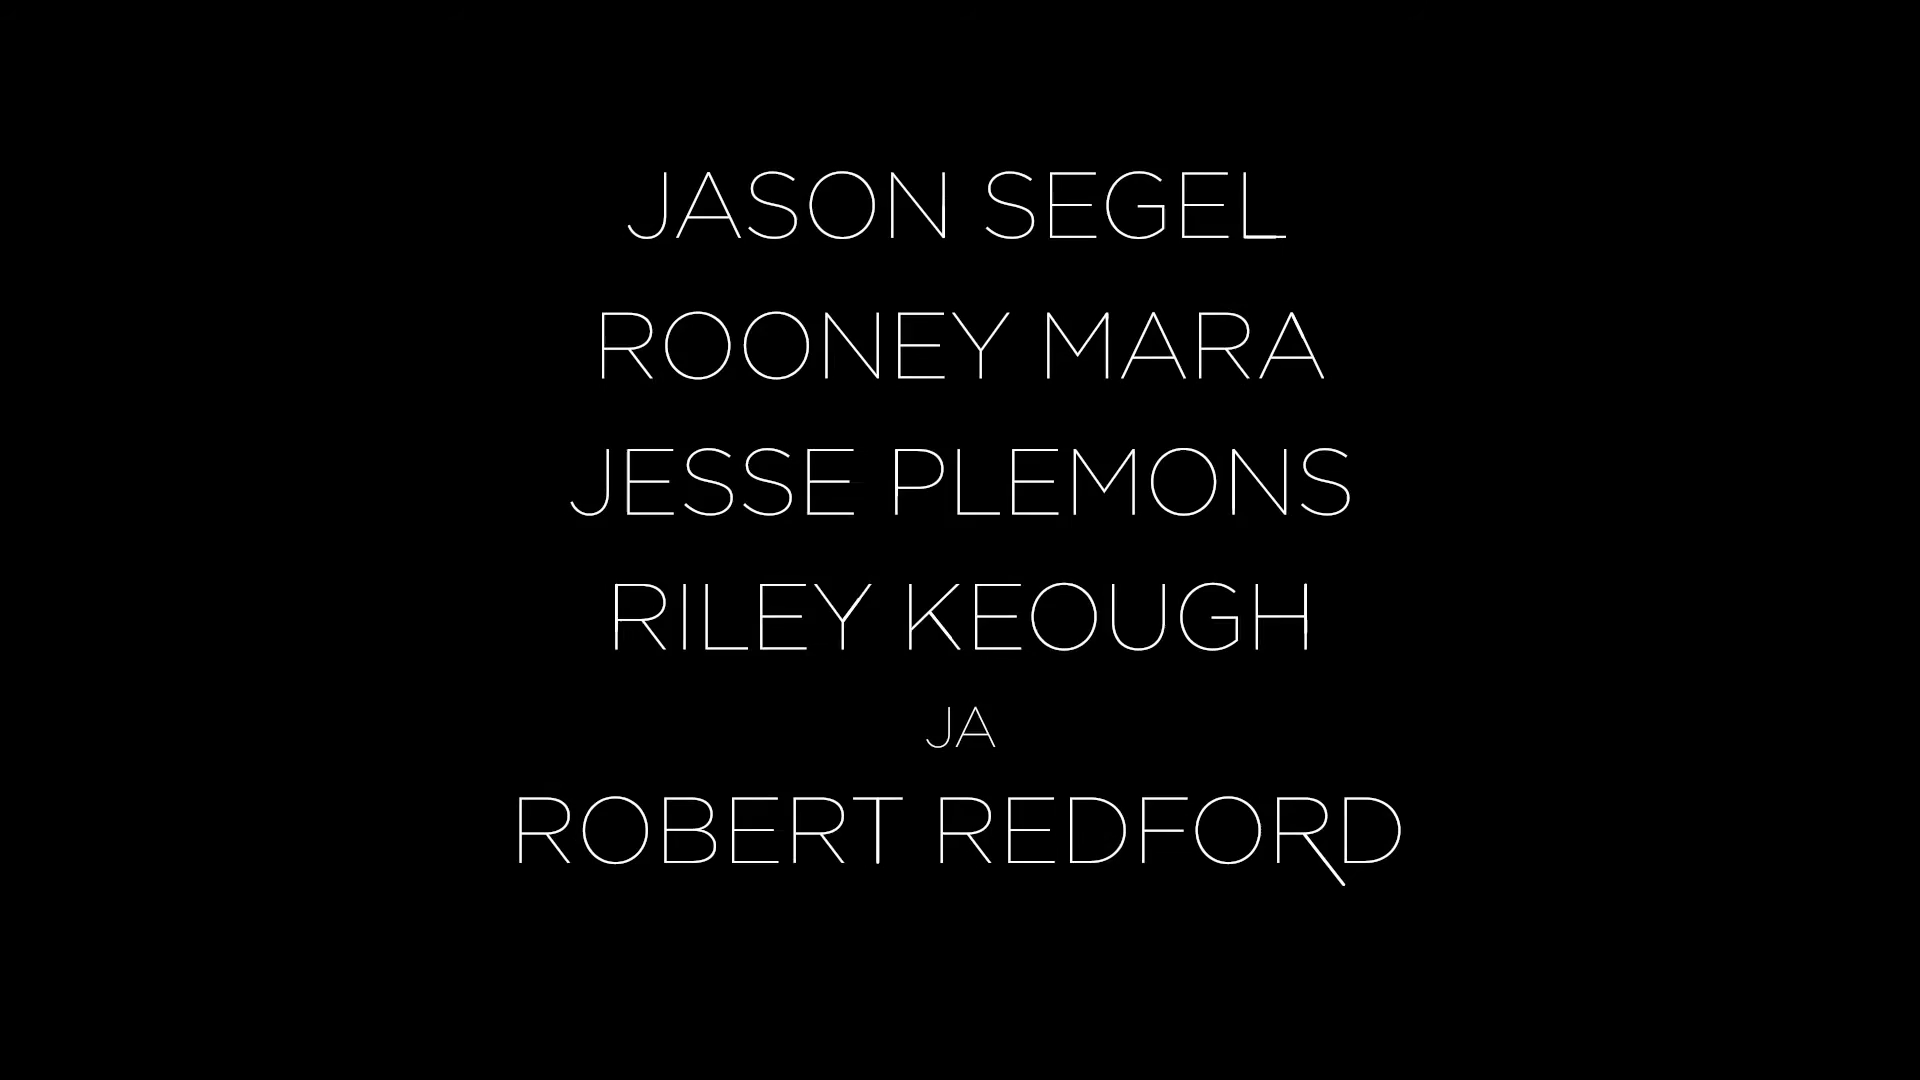 JASON SEGEL
ROONEY MARA
JESSE PLEMONS
RILEY KEOUGH
JA
ROBERT REDFORD